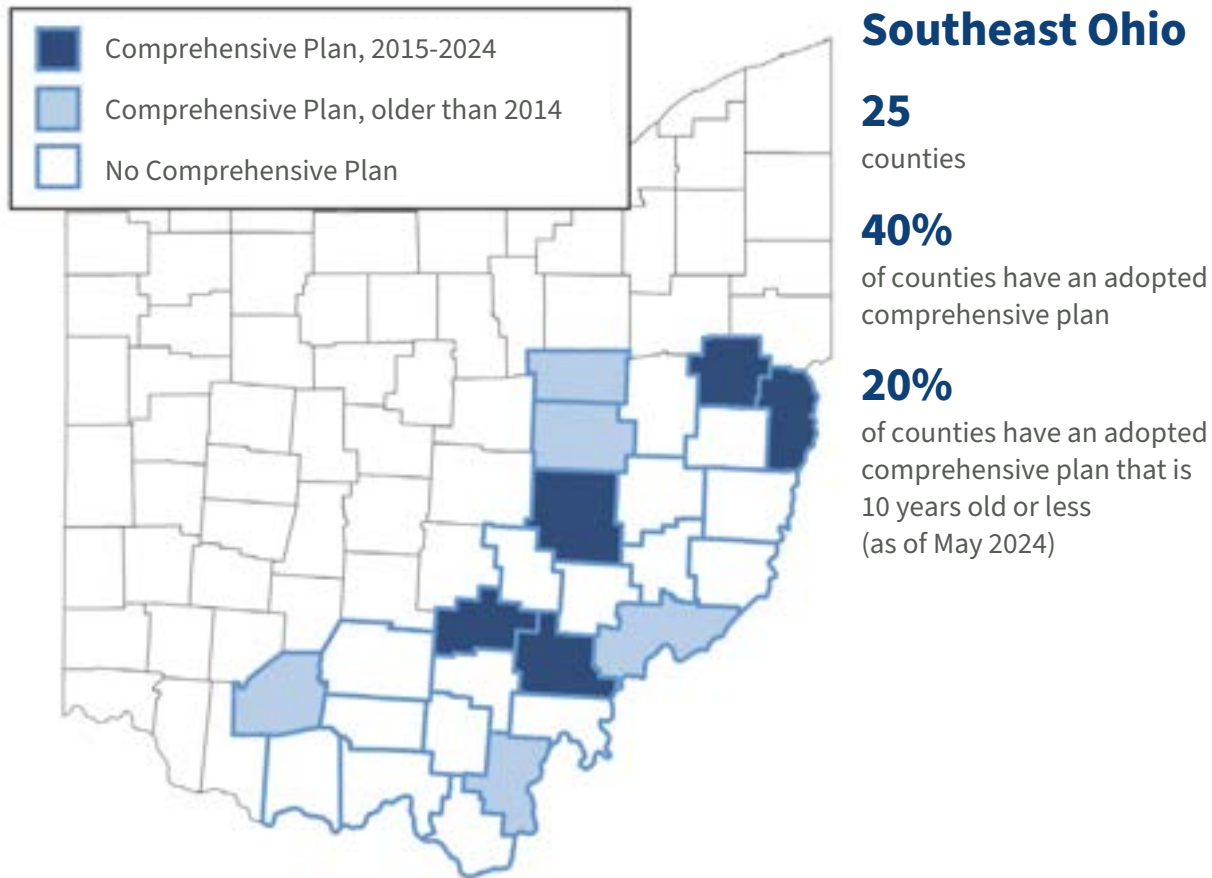 Comprehensive Plan, 2015-2024
Comprehensive Plan, older than 2014
No Comprehensive Plan
Southeast Ohio
25
counties
40%
of counties have an adopted
comprehensive plan
20%
of counties have an adopted
comprehensive plan that is
10 years old or less
(as of May 2024)